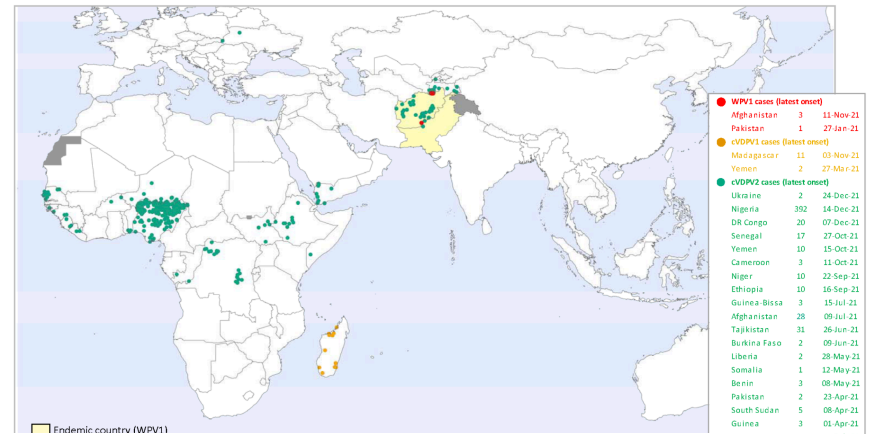 WPV1 cases (latest onset)
Afghanistan 3 11-Nov-21
Pakistan 1 27-Jan-21
cVDPV1 cases (latest onset)
Madagascar 11 03-Nov-21
Yemen 2 27-Mar-21
cVDPV2 cases (latest onset)
Ukraine 2 24-Dec-21
Nigeria 392 14-Dec-21
DR Congo 20 07-Dec-21
Senegal 17 27-Oct-21
Yemen 10 15-Oct-21
Cameroon 3 11-Oct-21
Niger 10 22-Sep-21
Ethiopia 10 16-Sep-21
Guinea-Bissa 3 15-Jul-21
Afghanistan 28 09-Jul-21
Tajikistan 31 26-Jun-21
Burkina Faso 2 09-Jun-21
Liberia 2 28-May-21
Somalia 1 12-May-21
Benin 3 08-May-21
Pakistan 2 23-Apr-21
South Sudan 5 08-Apr-21
Guinea 3 01-Apr-21
Endemic country (WPV1)